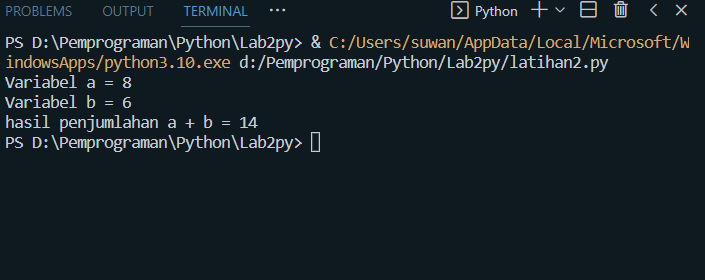 PROBLEMS OUTPUT TERMINAL ... Python
PS D:\Pemprograman\Python\Lab2py> & C:/Users/suwan/AppData/Local/Microsoft/W
indowsApps/python3.10.exe d:/Pemprograman/Python/Lab2py/latihan2.py
Variabel a = 8
Variabel b = 6
hasil penjumlahan a + b = 14
PS D:\Pemprograman\Python\Lab2py>